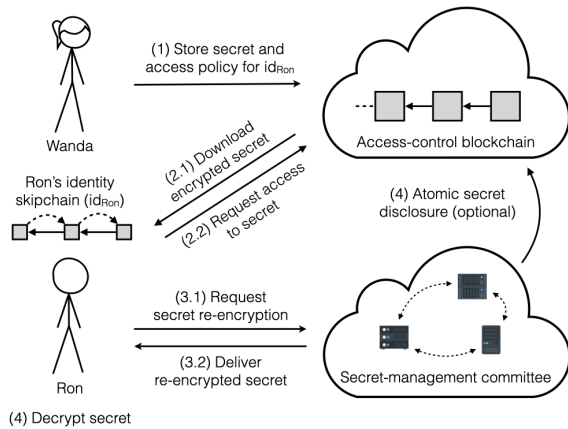 (1) Store secret and
access policy for idRon
Wanda
Access-control blockchain
(2.1) Download
encrypted secret
(2.2) Request access
to secret
Ron's identity
skipchain (idRon)
(4) Atomic secret
disclosure (optional)
(3.1) Request
secret re-encryption
(3.2) Deliver
re-encrypted secret
Ron
Secret-management committee
(4) Decrypt secret